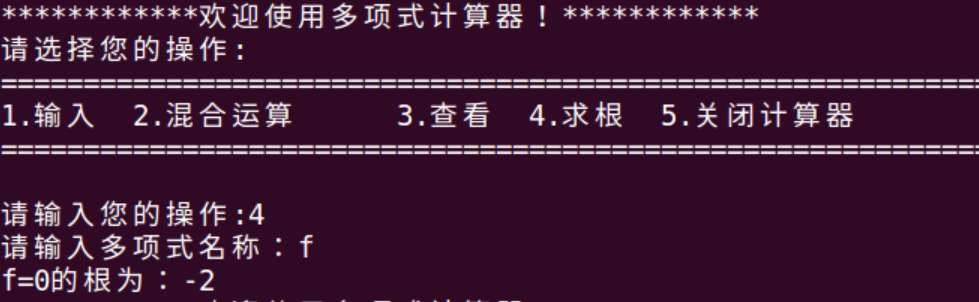 ************欢迎使用多项式计算器！************
请选择您的操作:
============================================================
1.输入  2.混合运算      3.查看  4.求根  5.关闭计算器
============================================================
请输入您的操作:4
请输入多项式名称：f
f=0的根为：-2